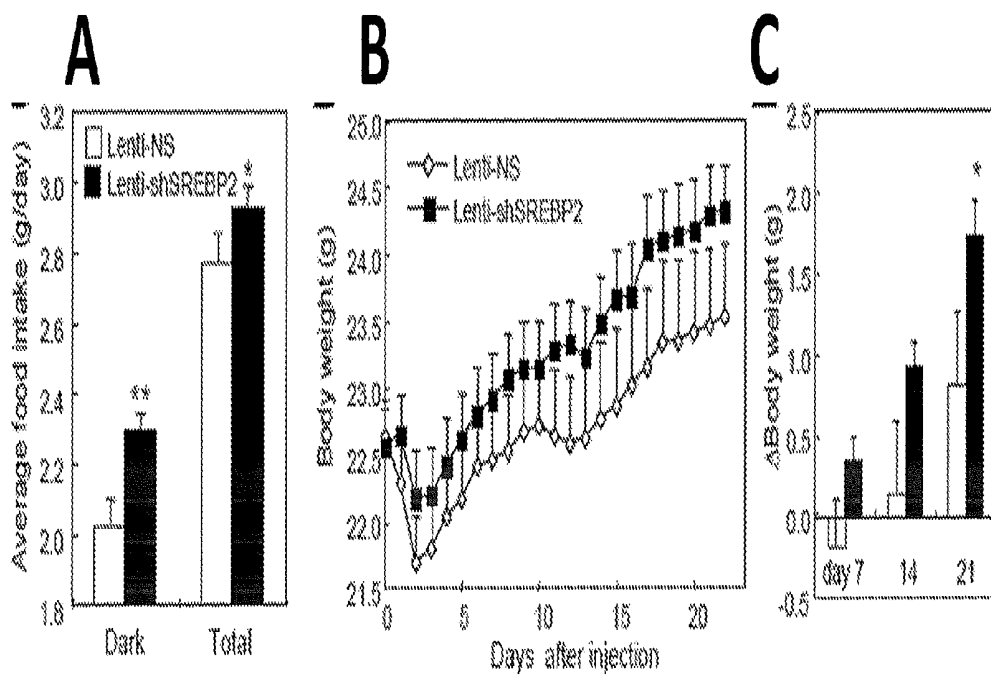 A
B
C
Average food intake (g/day)
3.2
3.0
2.8
2.6
2.4
2.2
2.0
1.8
Lenti-NS
Lenti-shSREBP2
*
**
Dark
Total
Body weight (g)
25.0
24.5
24.0
23.5
23.0
22.5
22.0
21.5
Lenti-NS
Lenti-shSREBP2
0
5
10
15
20
Days after injection
ΔBody weight (g)
2.5
2.0
1.5
1.0
0.5
0.0
-0.5
*
day 7
14
21